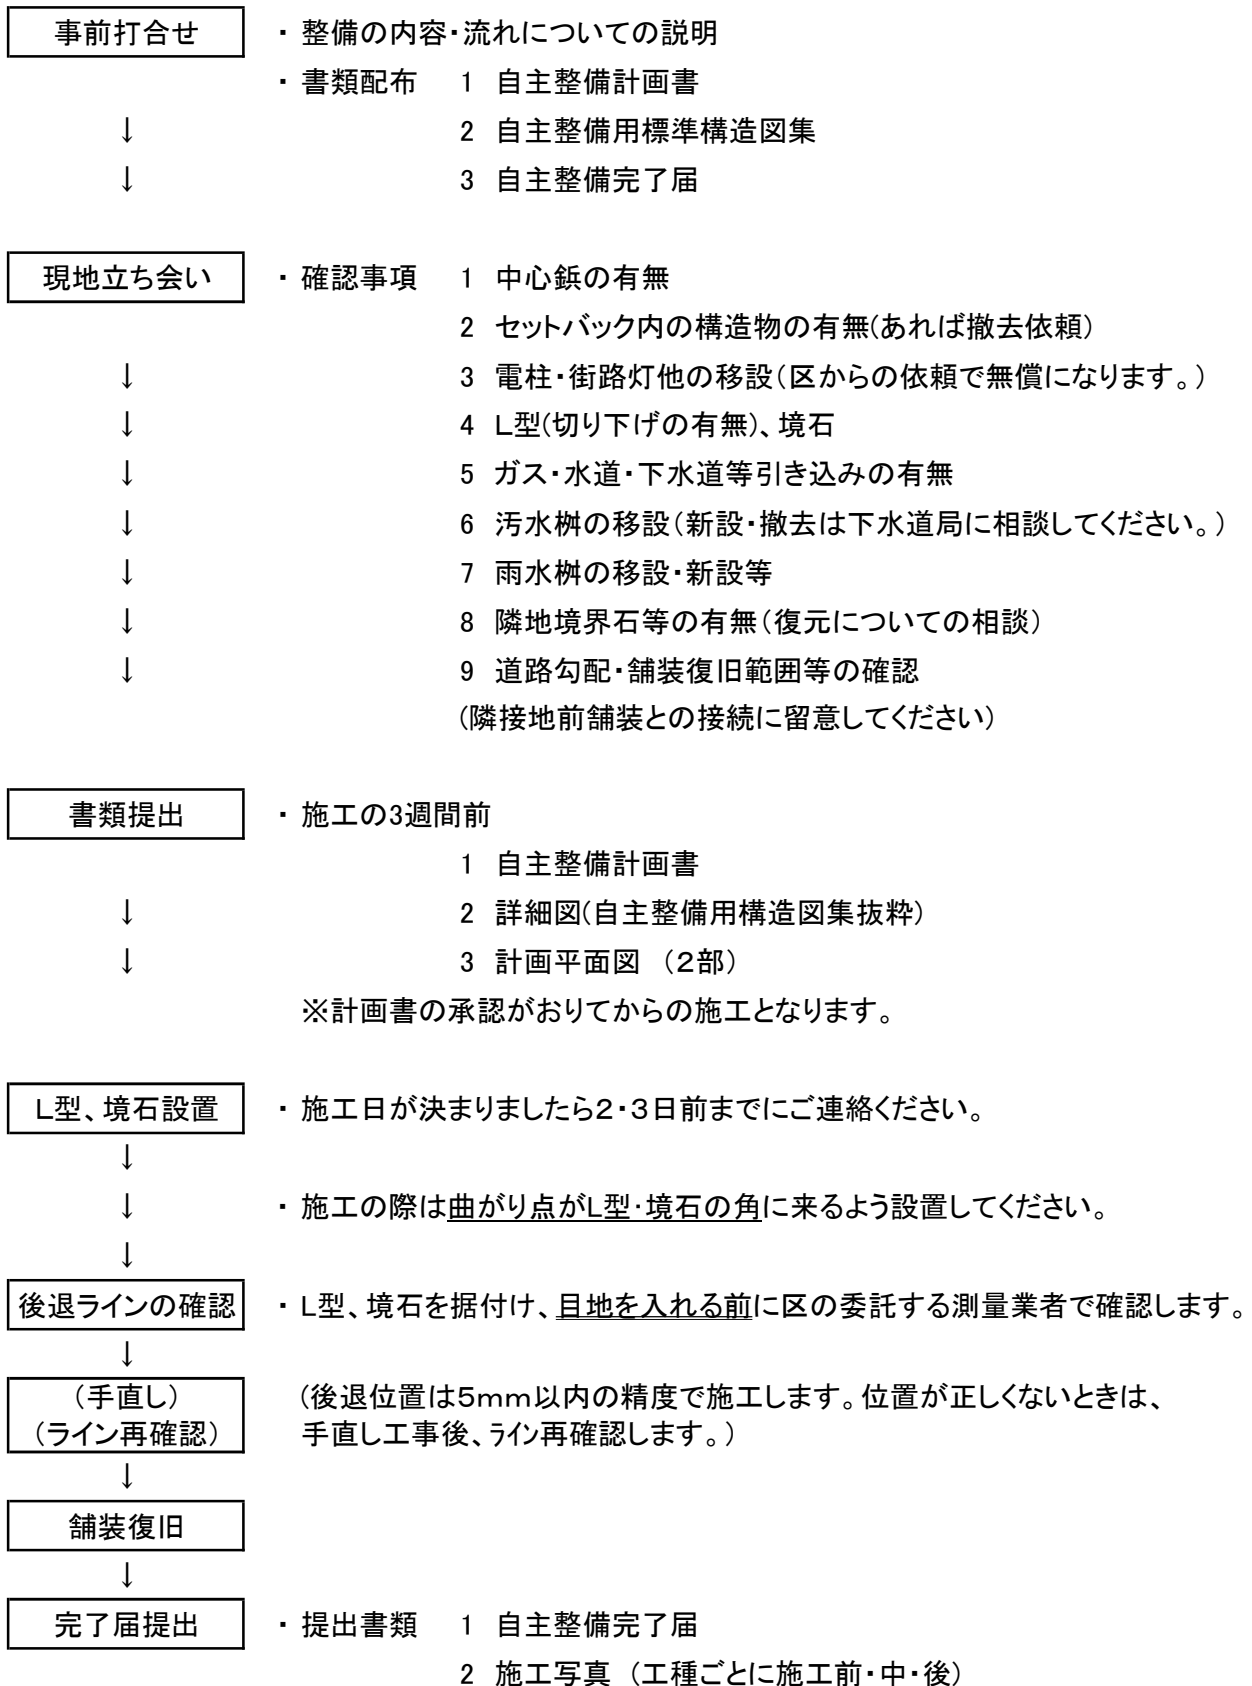 事前打合せ ・ 整備の内容・流れについての説明
・ 書類配布 1 自主整備計画書
↓ 2 自主整備用標準構造図集
↓ 3 自主整備完了届
現地立ち会い ・ 確認事項 1 中心鋲の有無
2 セットバック内の構造物の有無(あれば撤去依頼)
↓ 3 電柱・街路灯他の移設(区からの依頼で無償になります。)
↓ 4 L型(切り下げの有無)、境石
↓ 5 ガス・水道・下水道等引き込みの有無
↓ 6 汚水桝の移設(新設・撤去は下水道局に相談してください。)
↓ 7 雨水桝の移設・新設等
↓ 8 隣地境界石等の有無(復元についての相談)
↓ 9 道路勾配・舗装復旧範囲等の確認
(隣接地前舗装との接続に留意してください)
書類提出 ・ 施工の3週間前
1 自主整備計画書
↓ 2 詳細図(自主整備用構造図集抜粋)
↓ 3 計画平面図 (2部)
※計画書の承認がおりてからの施工となります。
L型、境石設置 ・ 施工日が決まりましたら2・3日前までにご連絡ください。
↓
↓ ・ 施工の際は曲がり点がL型・境石の角に来るよう設置してください。
↓
後退ラインの確認 ・ L型、境石を据付け、目地を入れる前に区の委託する測量業者で確認します。
↓
(手直し) (後退位置は5mm以内の精度で施工します。位置が正しくないときは、
(ライン再確認) 手直し工事後、ライン再確認します。)
↓
舗装復旧
↓
完了届提出 ・ 提出書類 1 自主整備完了届
2 施工写真 (工種ごとに施工前・中・後)